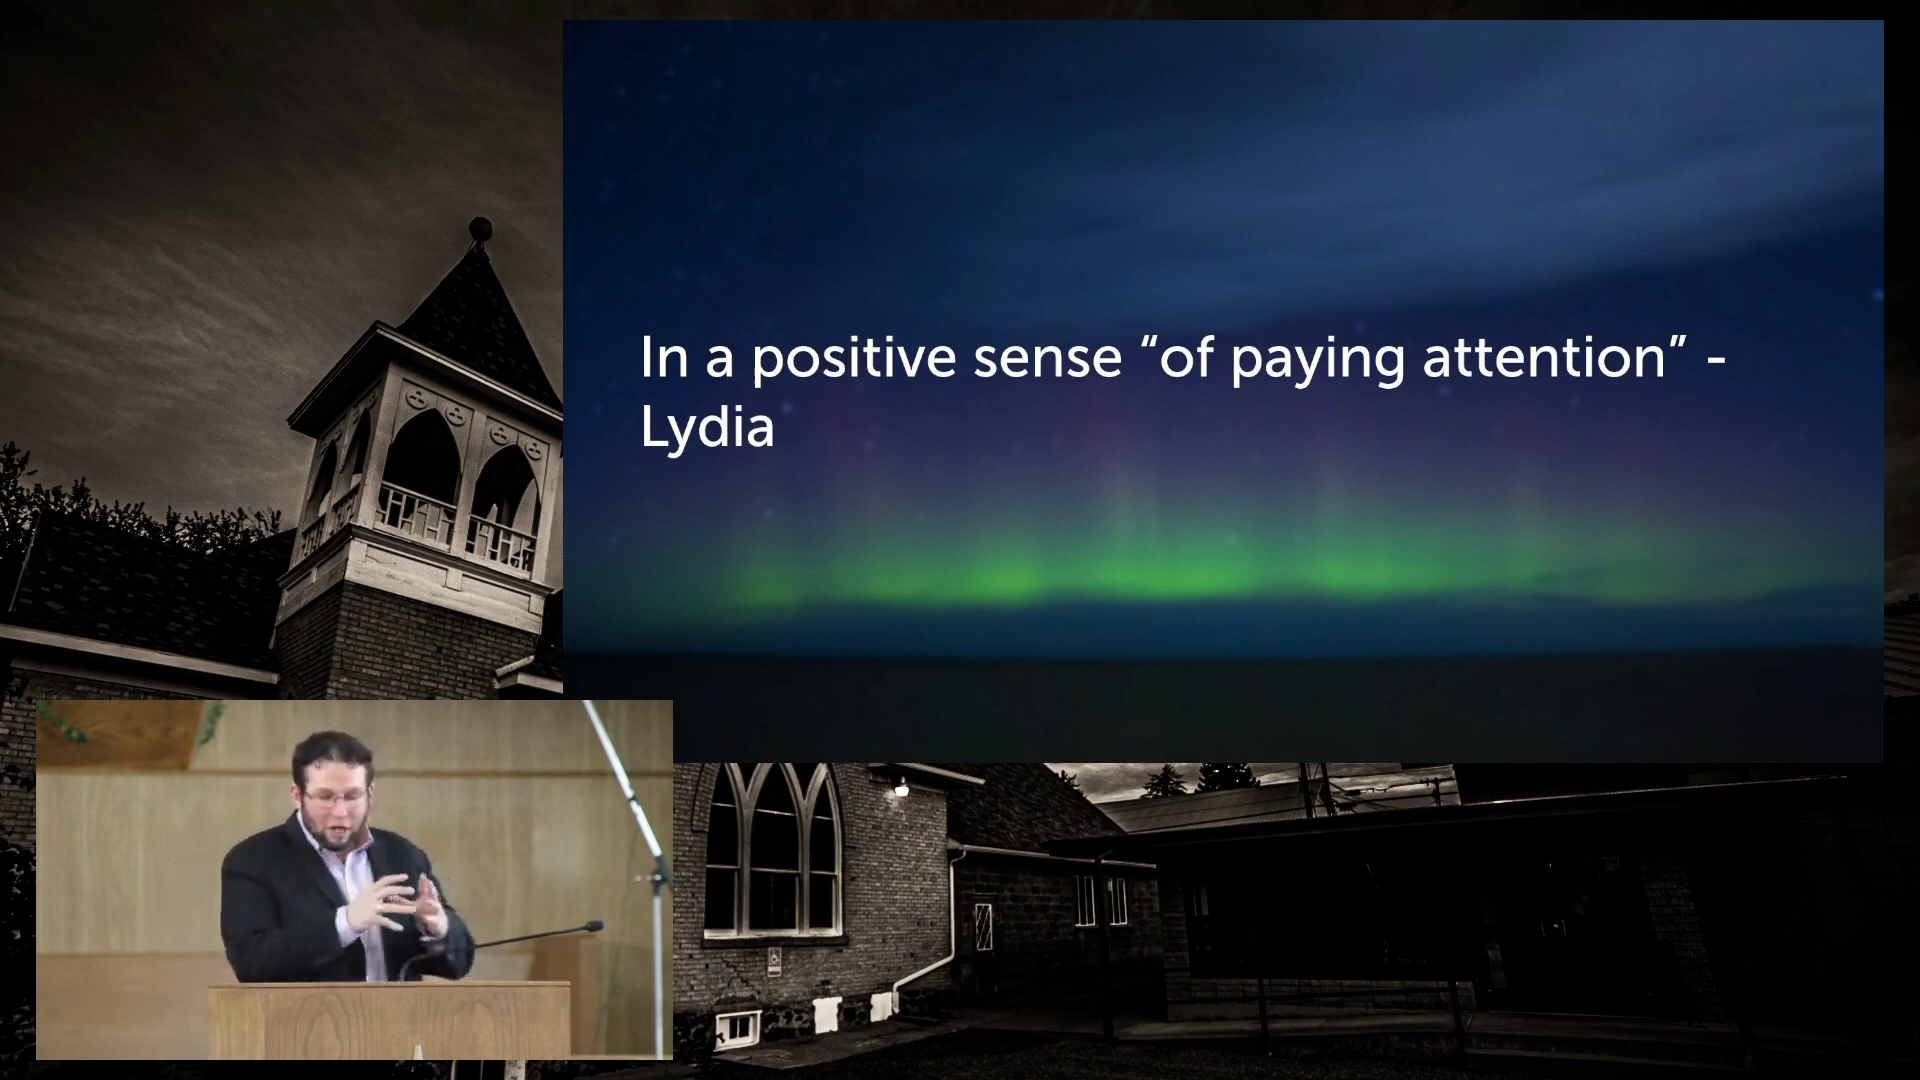 In a positive sense “of paying attention” -
Lydia